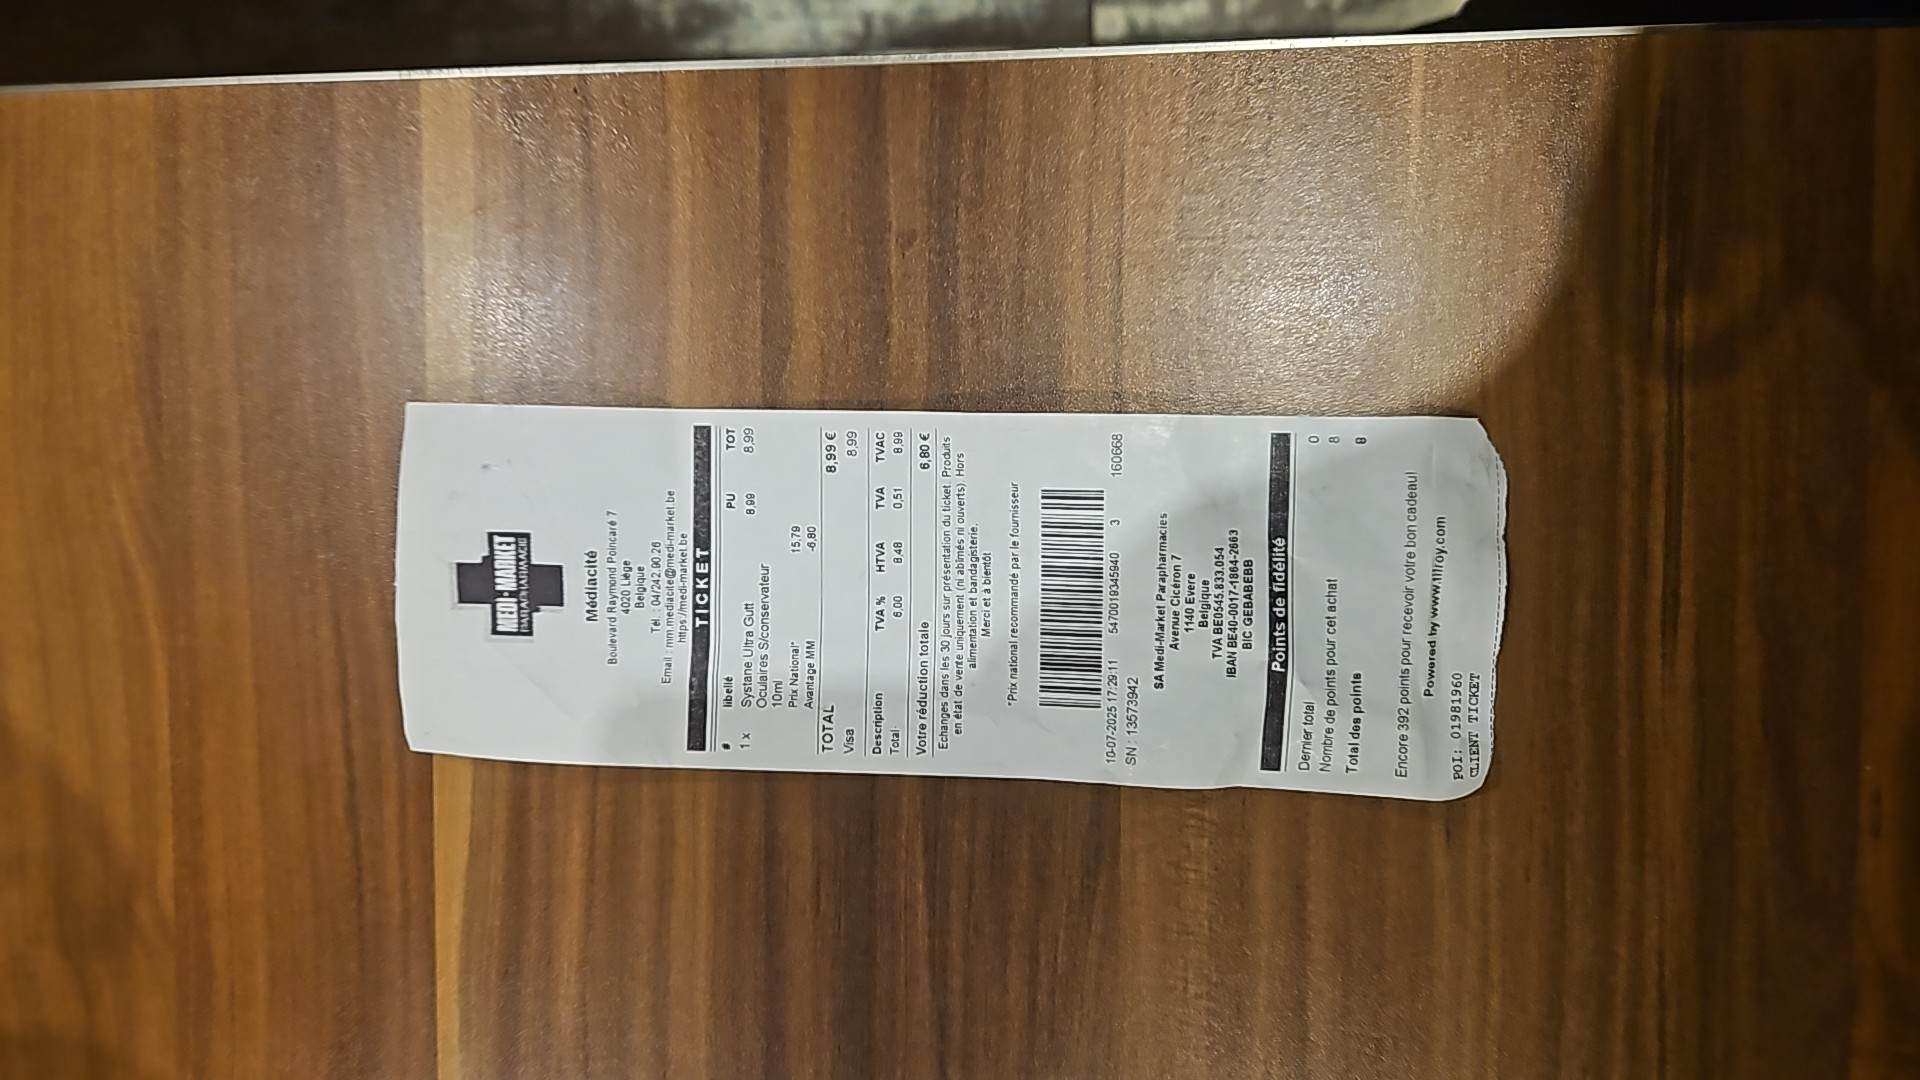 MEDI-MARKET
PARAPHARMACIE
Médiacité
Boulevard Raymond Poincaré 7
4020 Liège
Belgique
Tél. : 04/242.90.26
Email : mm.mediacite@medi-market.be
https://medi-market.be
TICKET
# libellé PU TOT
1 x Systane Ultra Gutt 8,99 8,99
Oculaires S/conservateur
10ml
Prix National* 15,79
Avantage MM -6,80
TOTAL 8,99 €
Visa 8,99
Description TVA % HTVA TVA TVAC
Total: 6,00 8,48 0,51 8,99
Votre réduction totale 6,80 €
Echanges dans les 30 jours sur présentation du ticket. Produits
en état de vente uniquement (ni abîmés ni ouverts). Hors
alimentation et bandagisterie.
Merci et à bientôt
*Prix national recommandé par le fournisseur
10-07-2025 17:29:11 5470019345940 3 160668
SN : 13573942
SA Medi-Market Parapharmacies
Avenue Cicéron 7
1140 Evere
Belgique
TVA BE0545.833.054
IBAN BE40-0017-1864-2663
BIC GEBABEBB
Points de fidélité
Dernier total 0
Nombre de points pour cet achat 8
Total des points 8
Encore 392 points pour recevoir votre bon cadeau!
Powered by www.tillroy.com
POI: 01981960
CLIENT TICKET